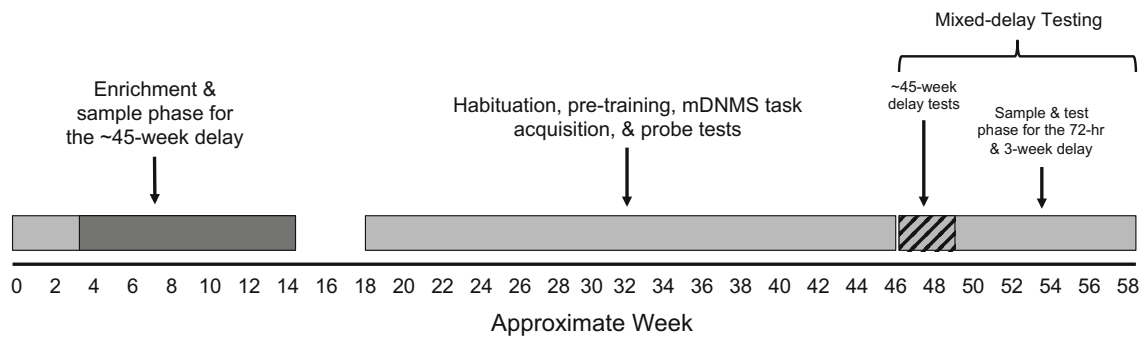 Mixed-delay Testing
Enrichment &
sample phase for
the ~45-week delay
Habituation, pre-training, mDNMS task
acquisition, & probe tests
~45-week
delay tests
Sample & test
phase for the 72-hr
& 3-week delay
0 2 4 6 8 10 12 14 16 18 20 22 24 26 28 30 32 34 36 38 40 42 44 46 48 50 52 54 56 58
Approximate Week